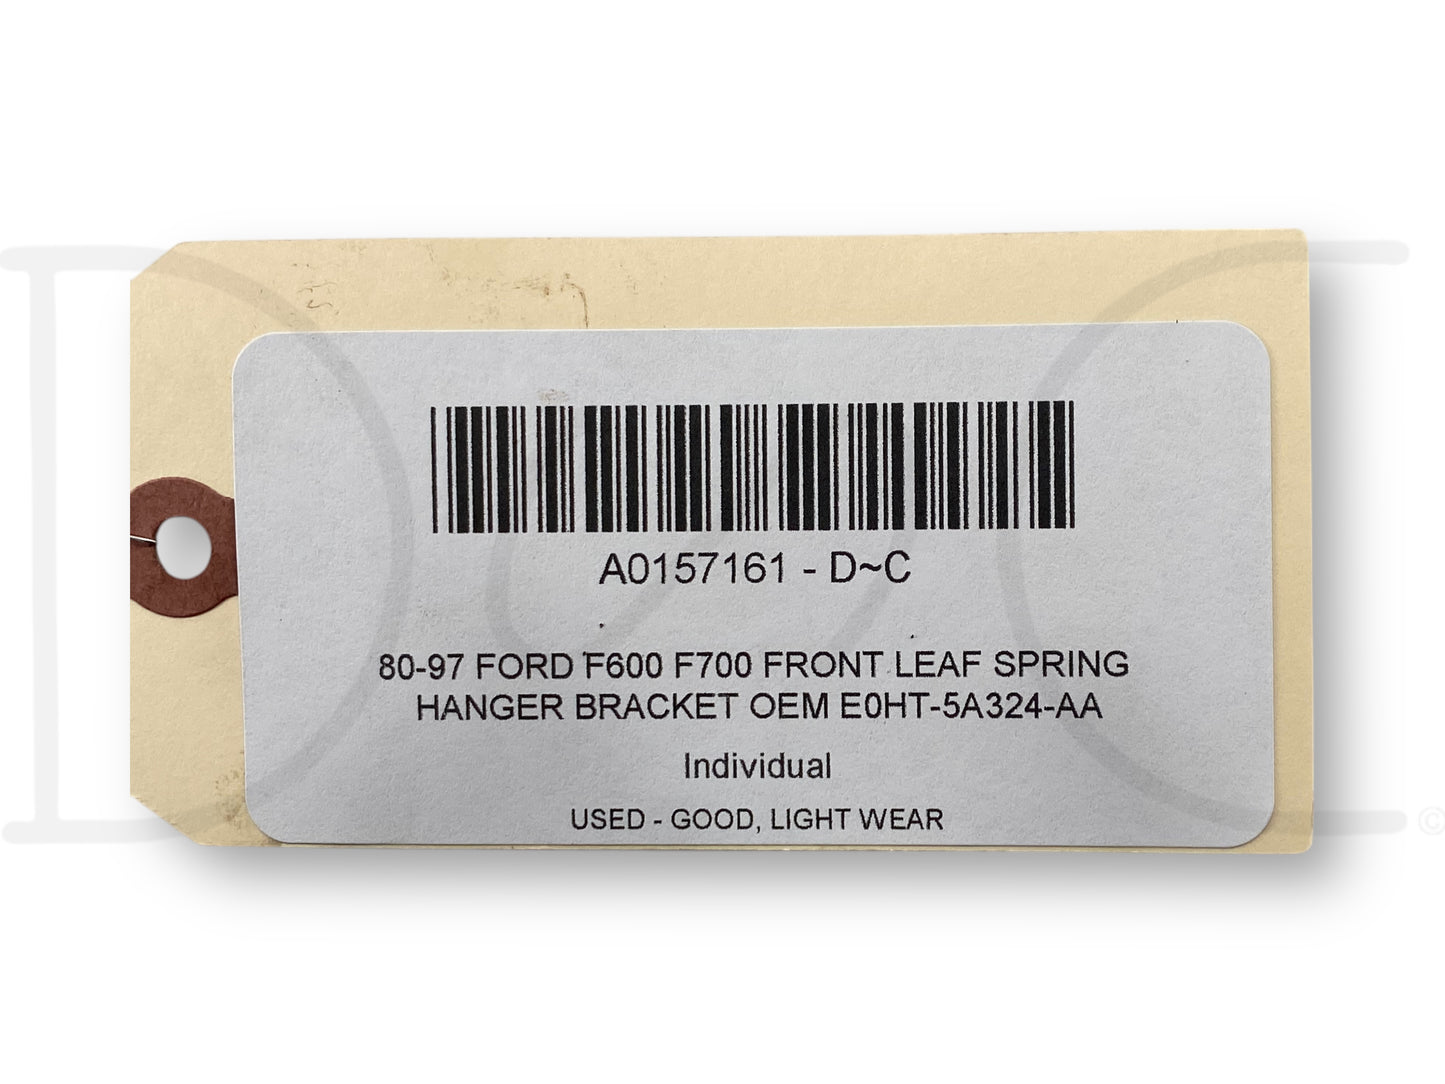 A0157161 - D~C
80-97 FORD F600 F700 FRONT LEAF SPRING
HANGER BRACKET OEM E0HT-5A324-AA
Individual
USED - GOOD, LIGHT WEAR
D&C
©